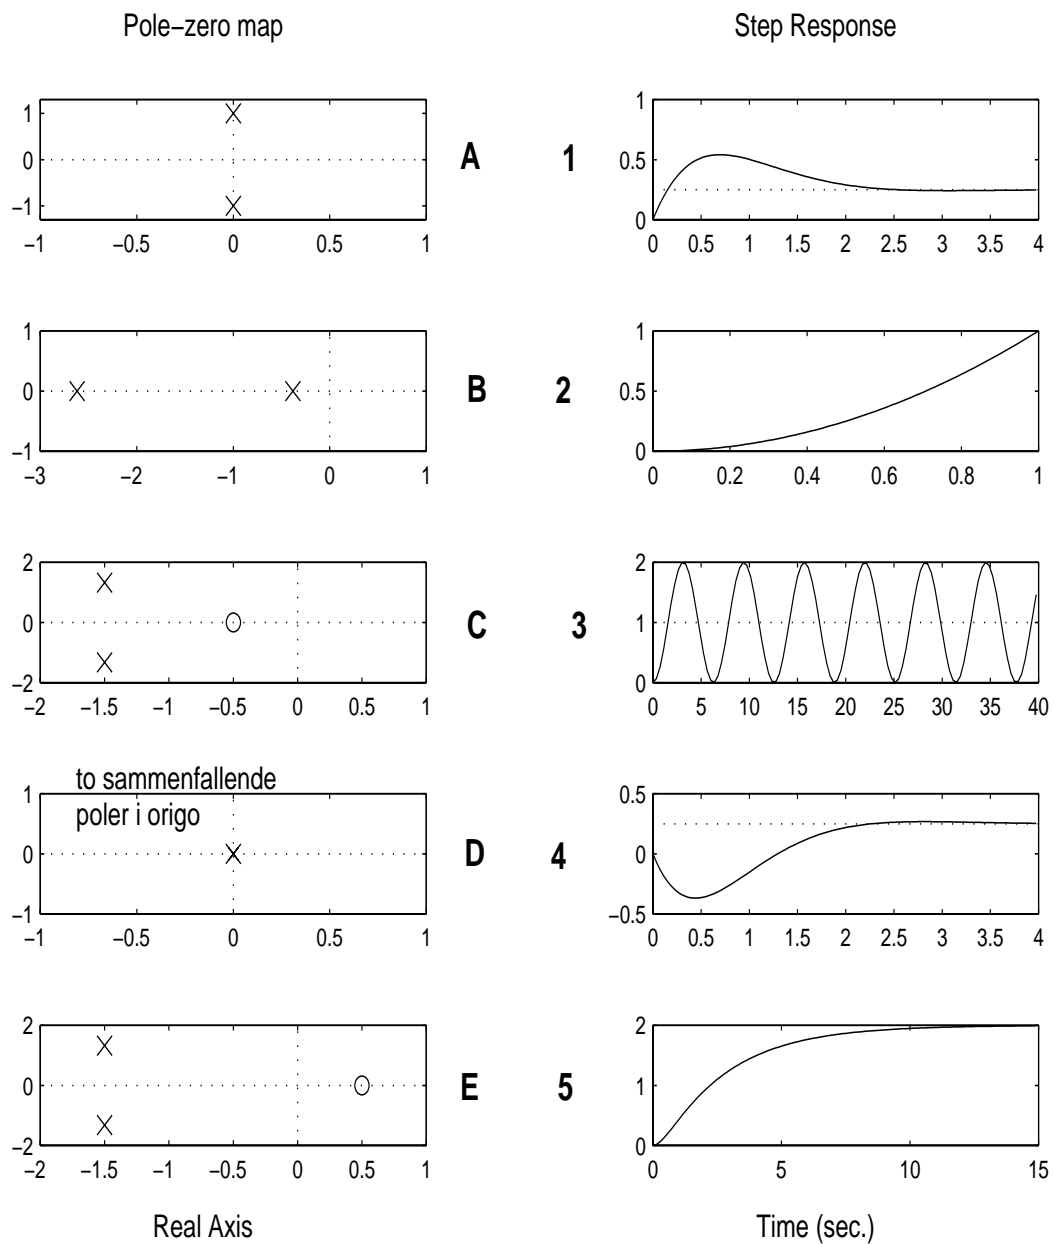 Pole−zero map
Step Response
1
0
−1
−1 −0.5 0 0.5 1
A
1
1
0.5
0
0 0.5 1 1.5 2 2.5 3 3.5 4
1
0
−1
−3 −2 −1 0 1
B
2
1
0.5
0
0 0.2 0.4 0.6 0.8 1
2
0
−2
−2 −1.5 −1 −0.5 0 0.5 1
C
3
2
1
0
0 5 10 15 20 25 30 35 40
to sammenfallende
poler i origo
1
0
−1
−1 −0.5 0 0.5 1
D
4
0.5
0
−0.5
0 0.5 1 1.5 2 2.5 3 3.5 4
2
0
−2
−2 −1.5 −1 −0.5 0 0.5 1
E
5
2
1
0
0 5 10 15
Real Axis
Time (sec.)